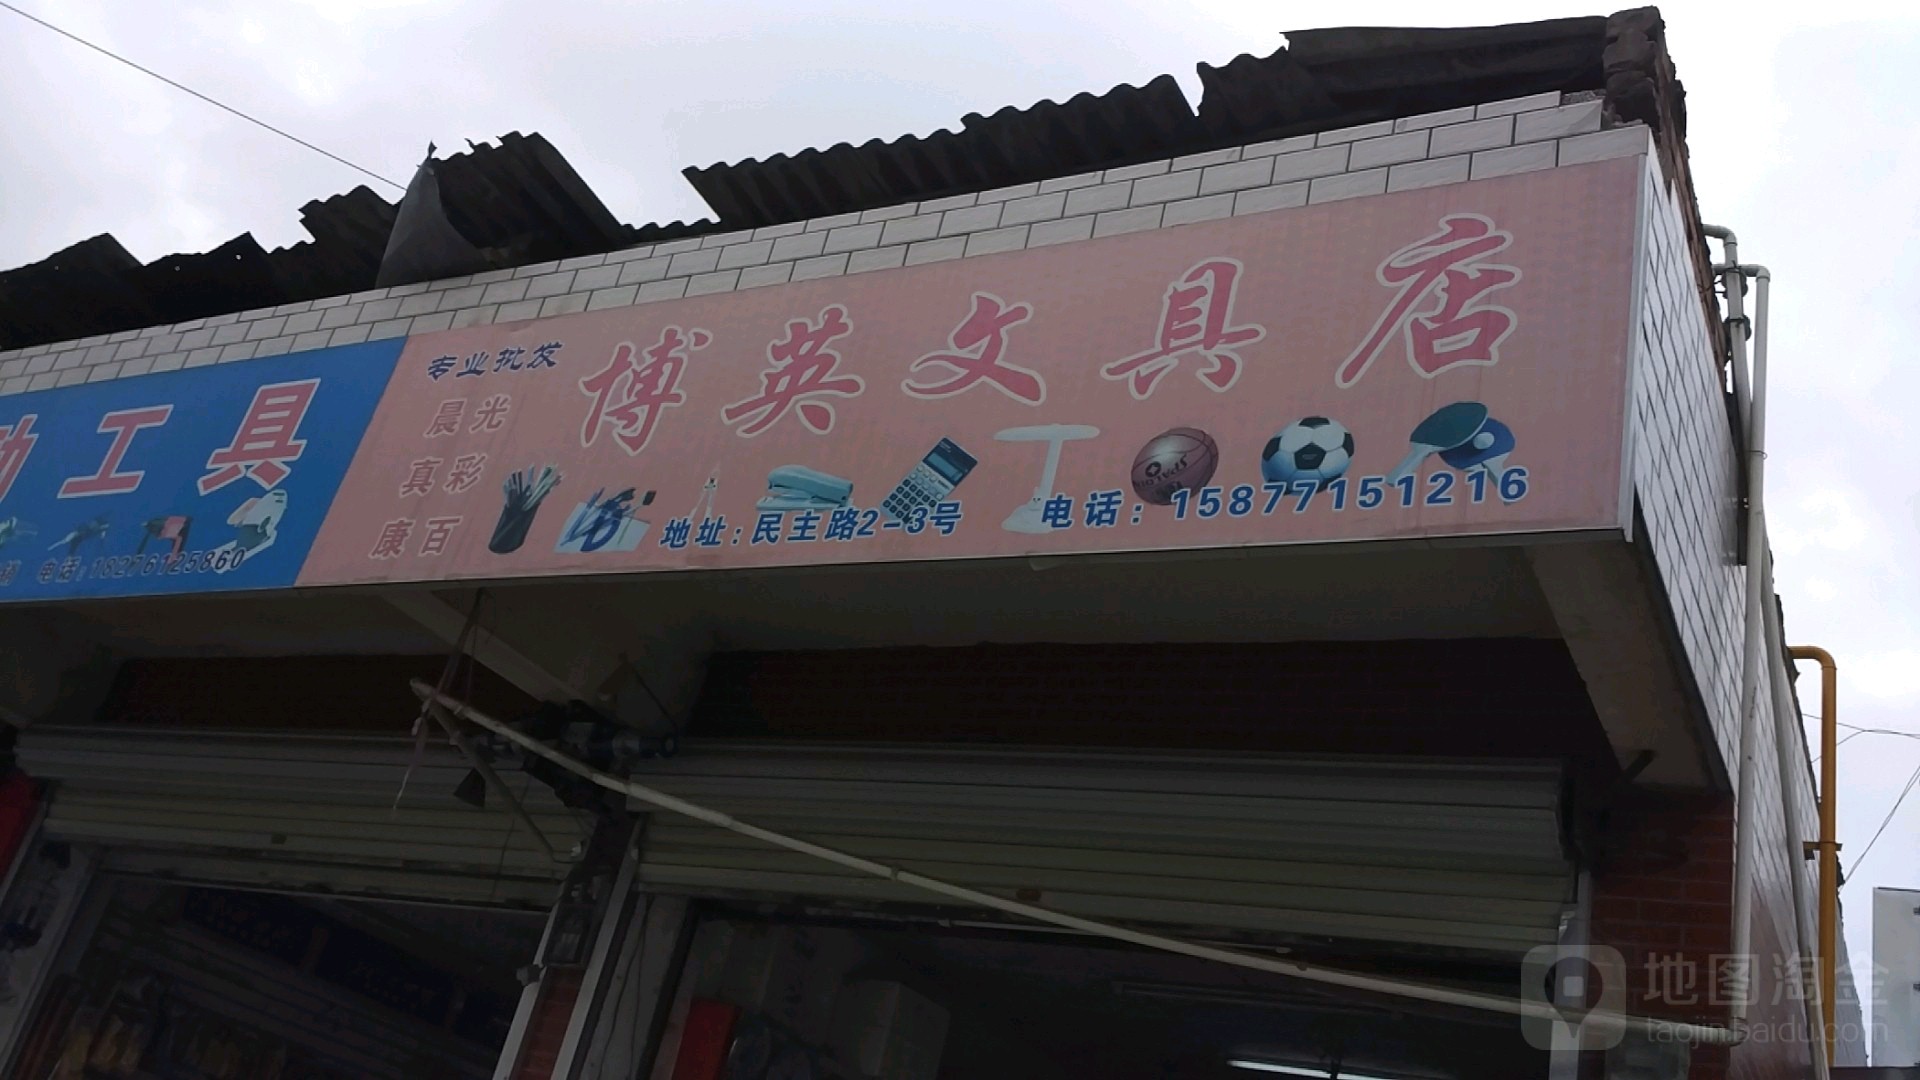 工具
电话:18276125860
专业批发
晨光
真彩
康百
博英文具店
地址:民主路2-3号
电话:15877151216
地图淘金
taojin.baidu.com